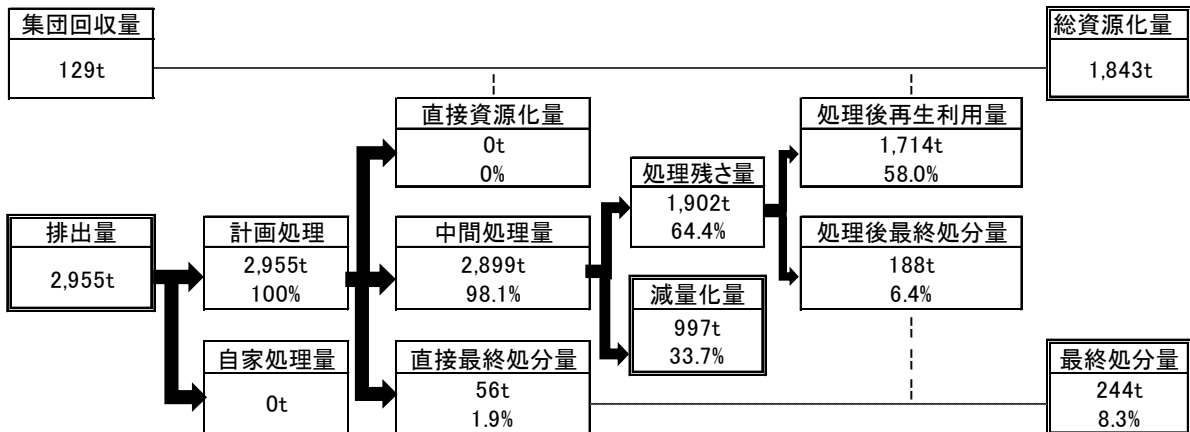 集団回収量
129t
総資源化量
1,843t
直接資源化量
0t
0%
処理後再生利用量
1,714t
58.0%
処理残さ量
1,902t
64.4%
排出量
2,955t
計画処理
2,955t
100%
中間処理量
2,899t
98.1%
処理後最終処分量
188t
6.4%
減量化量
997t
33.7%
自家処理量
0t
直接最終処分量
56t
1.9%
最終処分量
244t
8.3%